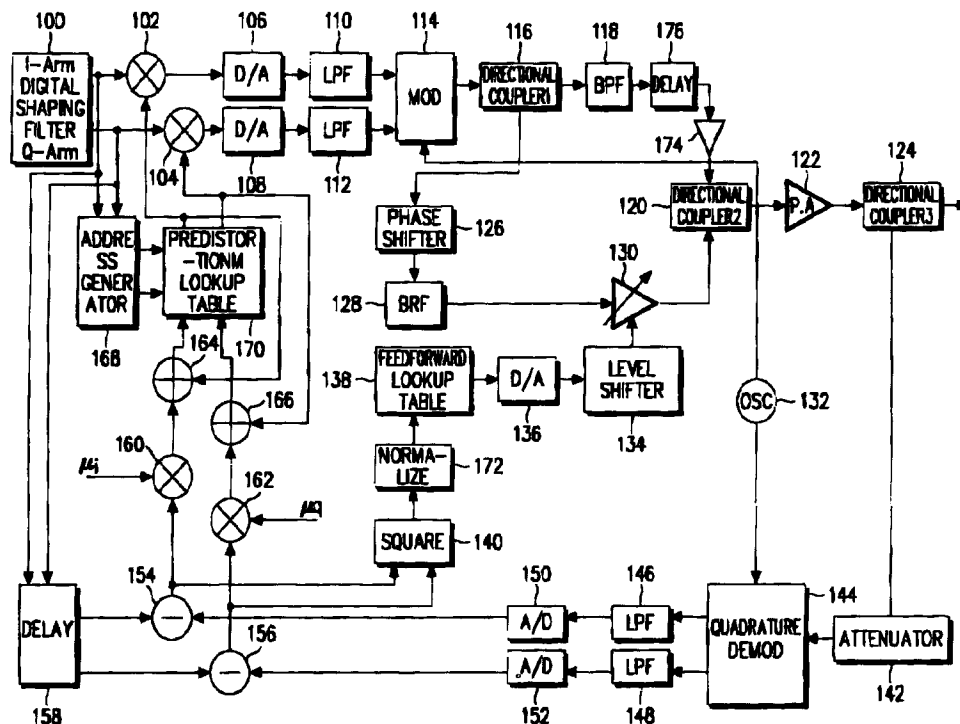 100
102
106
110
114
116
118
176
I-Arm
DIGITAL
SHAPING
FILTER
Q-Arm
D/A
LPF
MOD
DIRECTIONAL
COUPLER1
BPF
DELAY
104
D/A
LPF
108
112
174
122
124
120
DIRECTIONAL
COUPLER2
P.A
DIRECTIONAL
COUPLER3
PHASE
SHIFTER
126
ADDRE
SS
GENER
ATOR
168
PREDISTOR
-TIONM
LOOKUP
TABLE
170
128
BRF
130
164
138
FEEDFORWARD
LOOKUP
TABLE
D/A
136
LEVEL
SHIFTER
134
OSC
132
166
160
μi
NORMA-
LIZE
172
162
μq
SQUARE
140
DELAY
158
154
156
150
A/D
146
LPF
144
QUADRATURE
DEMOD
ATTENUATOR
142
A/D
152
LPF
148